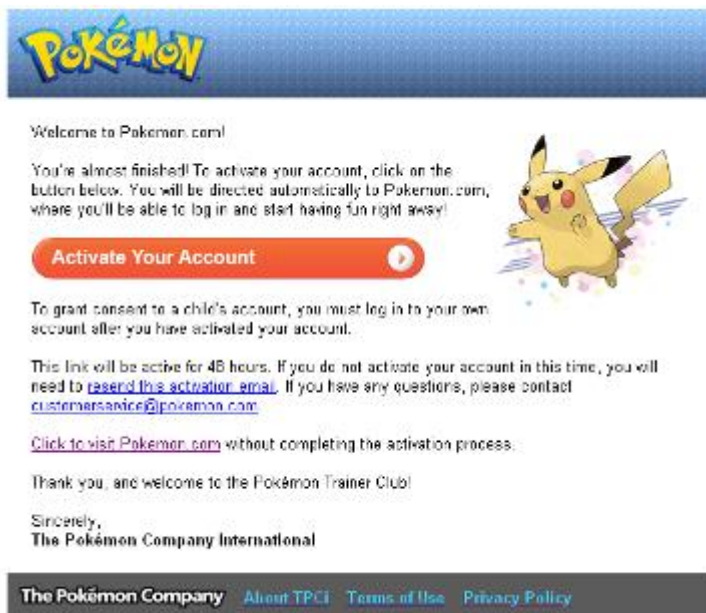 POKéMON
Welcome to Pokemon.com!
You're almost finished! To activate your account, click on the
button below. You will be directed automatically to Pokemon.com,
where you'll be able to log in and start having fun right away!
Activate Your Account
To grant consent to a child's account, you must log in to your own
account after you have activated your account.
This link will be active for 48 hours. If you do not activate your account in this time, you will
need to resend this activation email. If you have any questions, please contact
customerservice@pokemon.com
Click to visit Pokemon.com without completing the activation process.
Thank you, and welcome to the Pokémon Trainer Club!
Sincerely,
The Pokémon Company International
The Pokémon Company About TPCi Terms of Use Privacy Policy